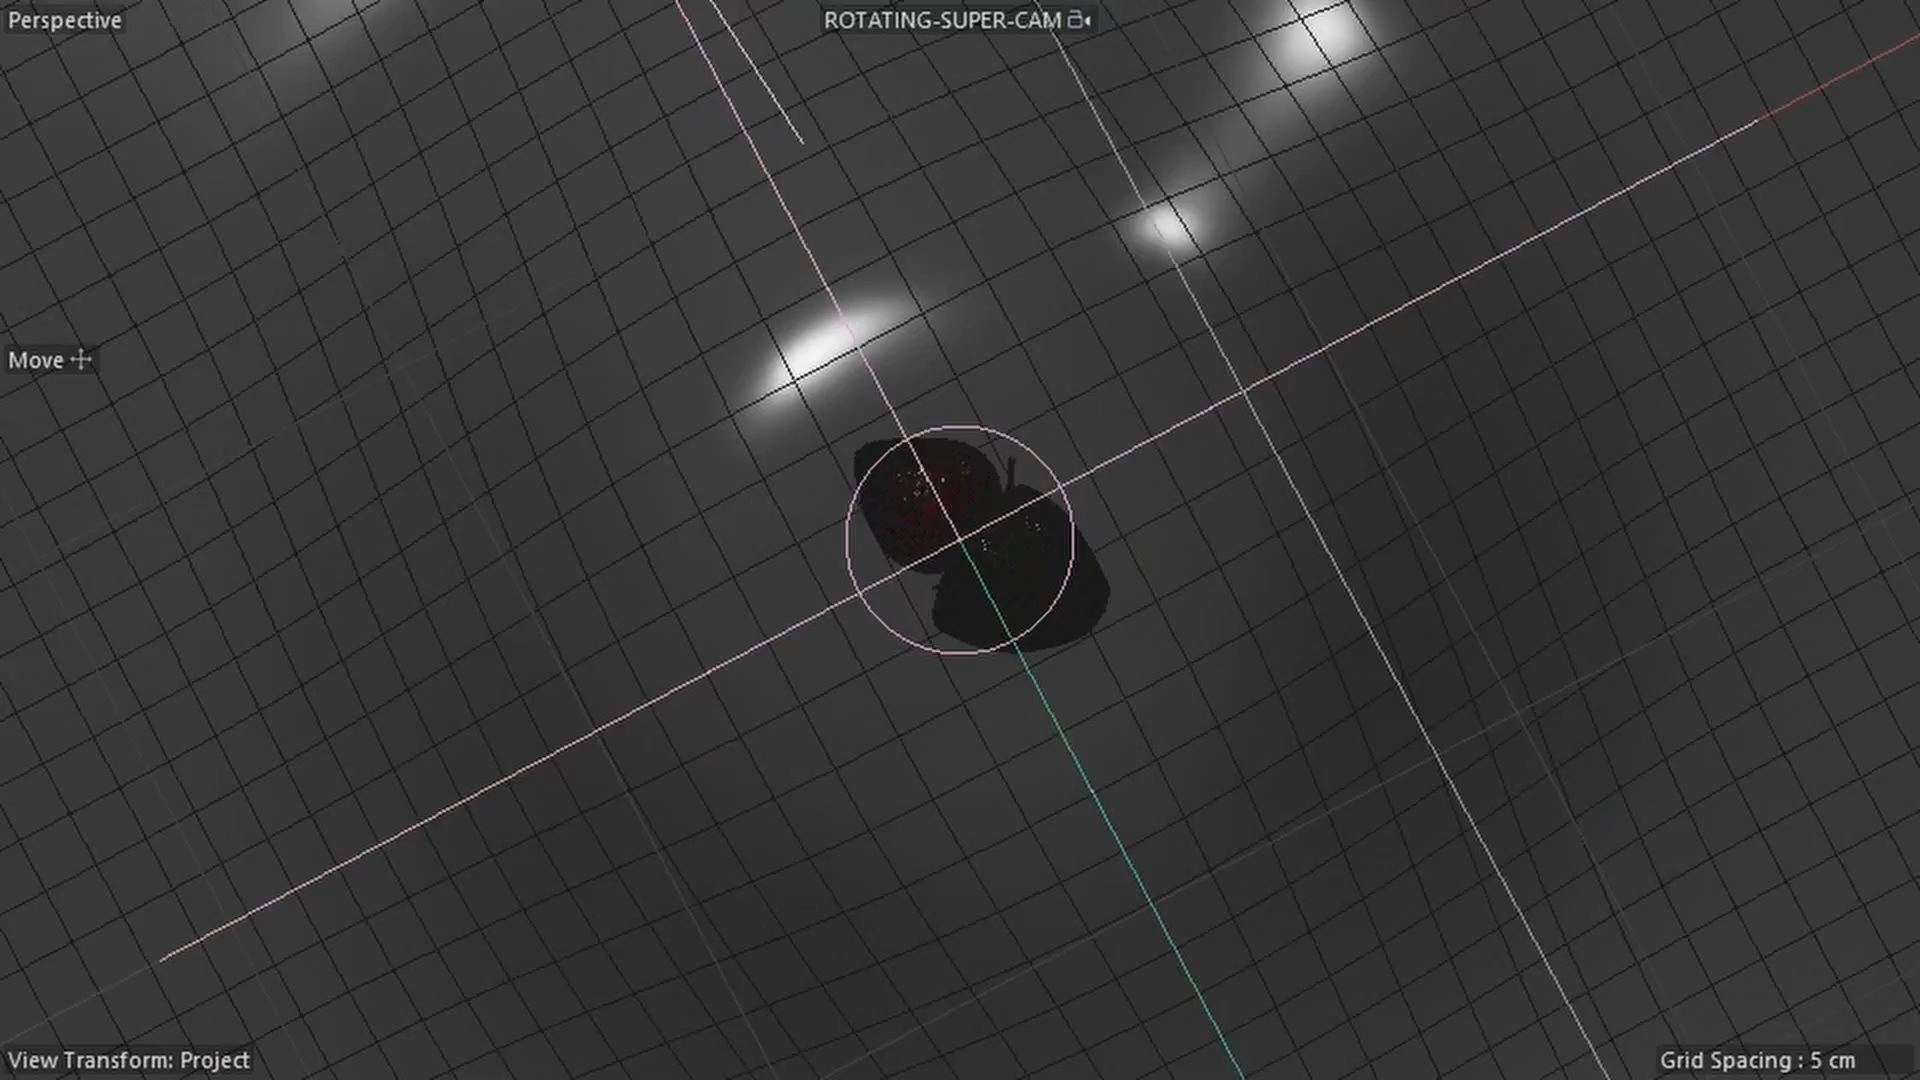 Perspective
ROTATING-SUPER-CAM
Move
View Transform: Project
Grid Spacing : 5 cm